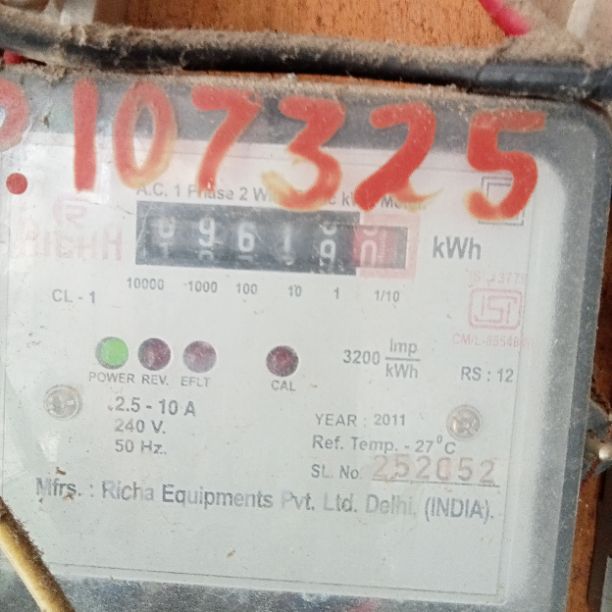 107325
A.C. 1 Phase 2
kWh
10000 1000 100 10 1 1/10
CL - 1
3200 Imp/kWh
POWER REV. EFLT CAL
RS : 12
2.5 - 10 A
240 V.
50 Hz.
YEAR : 2011
Ref. Temp. - 27°C
SL. No. 252052
Mfrs. : Richa Equipments Pvt. Ltd. Delhi. (INDIA).